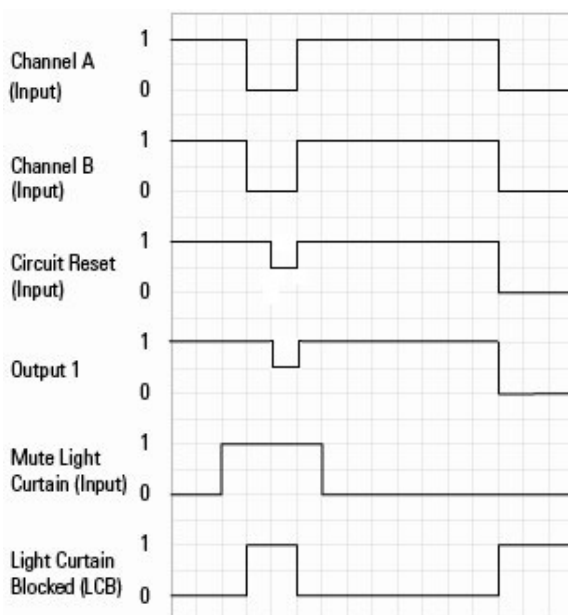 1
Channel A
(Input)
0
1
Channel B
(Input)
0
1
Circuit Reset
(Input)
0
1
Output 1
0
1
Mute Light
Curtain (Input)
0
1
Light Curtain
Blocked (LCB)
0